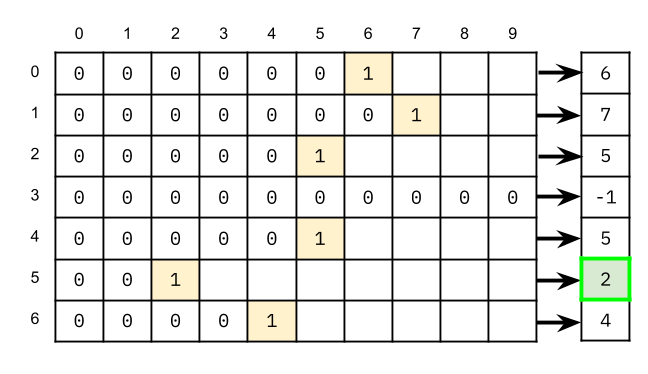 0 1 2 3 4 5 6 7 8 9
0 0 0 0 0 0 0 1 6
1 0 0 0 0 0 0 0 1 7
2 0 0 0 0 0 1 5
3 0 0 0 0 0 0 0 0 0 0 -1
4 0 0 0 0 0 1 5
5 0 0 1 2
6 0 0 0 0 1 4